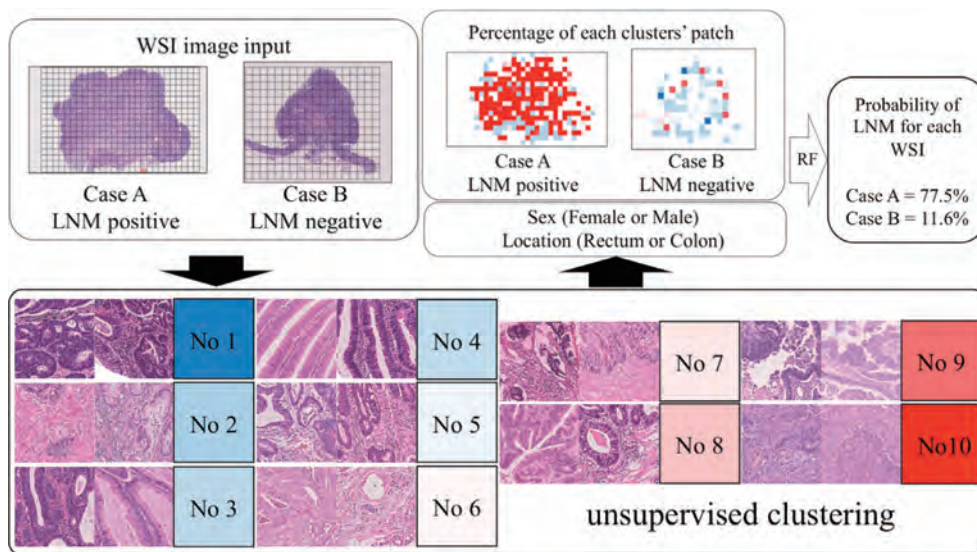 WSI image input
Case A
LNM positive
Case B
LNM negative
Percentage of each clusters' patch
Case A
LNM positive
Case B
LNM negative
Sex (Female or Male)
Location (Rectum or Colon)
RF
Probability of
LNM for each
WSI
Case A = 77.5%
Case B = 11.6%
No 1
No 4
No 7
No 9
No 2
No 5
No 8
No10
No 3
No 6
unsupervised clustering